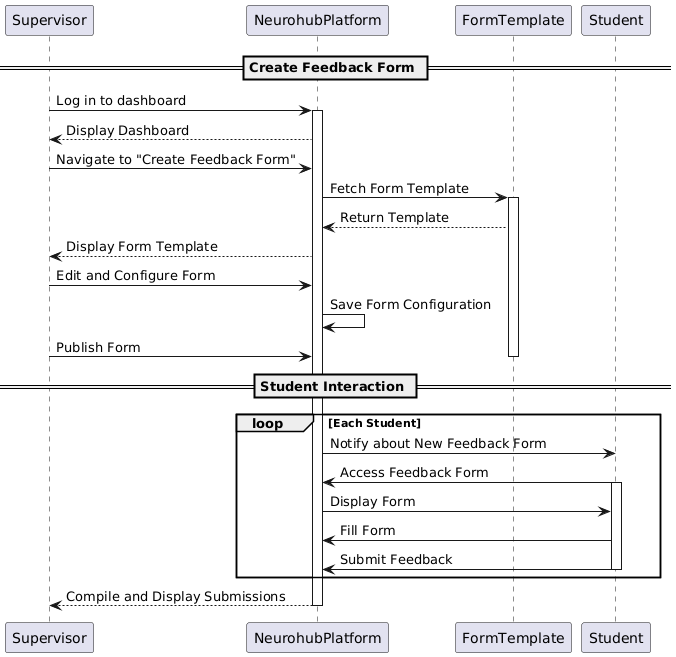 Supervisor NeurohubPlatform FormTemplate Student
Create Feedback Form
Log in to dashboard
Display Dashboard
Navigate to "Create Feedback Form"
Fetch Form Template
Return Template
Display Form Template
Edit and Configure Form
Save Form Configuration
Publish Form
Student Interaction
loop [Each Student]
Notify about New Feedback Form
Access Feedback Form
Display Form
Fill Form
Submit Feedback
Compile and Display Submissions
Supervisor NeurohubPlatform FormTemplate Student